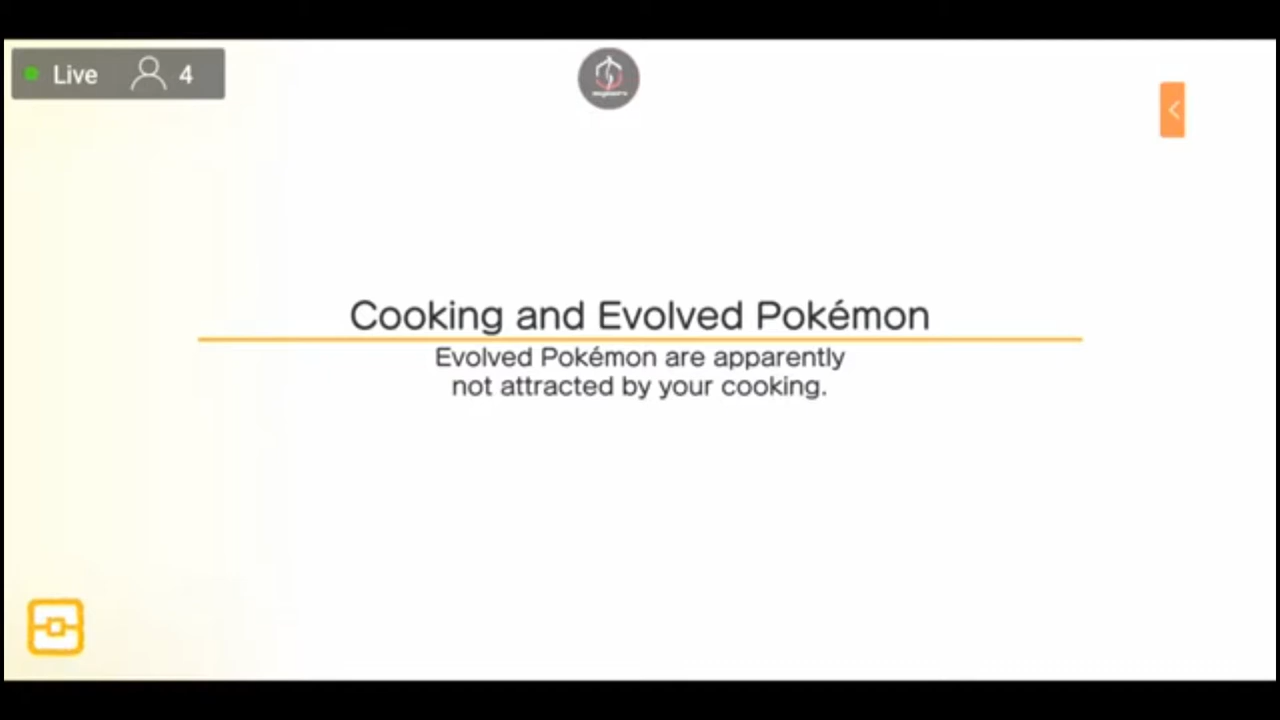 Live 4
Cooking and Evolved Pokémon
Evolved Pokémon are apparently
not attracted by your cooking.